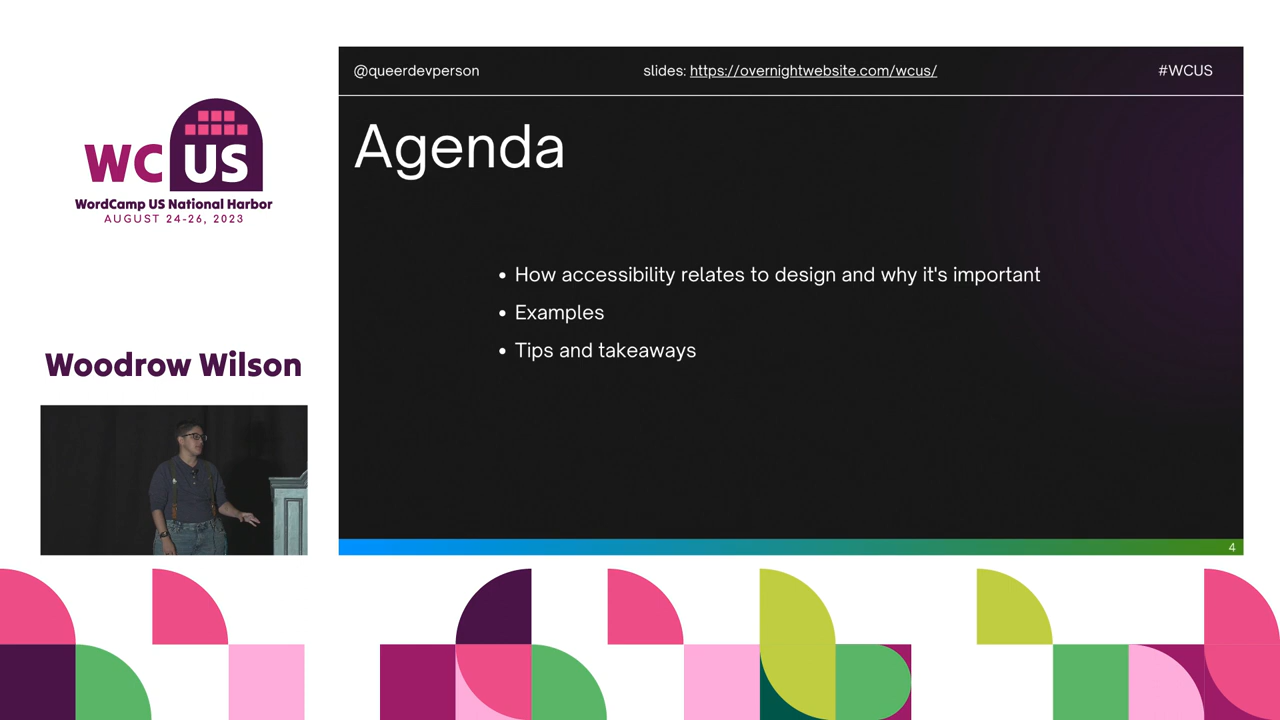 WC US
WordCamp US National Harbor
AUGUST 24-26, 2023
Woodrow Wilson
@queerdevperson
slides: https://overnightwebsite.com/wcus/
#WCUS
Agenda
• How accessibility relates to design and why it's important
• Examples
• Tips and takeaways
4